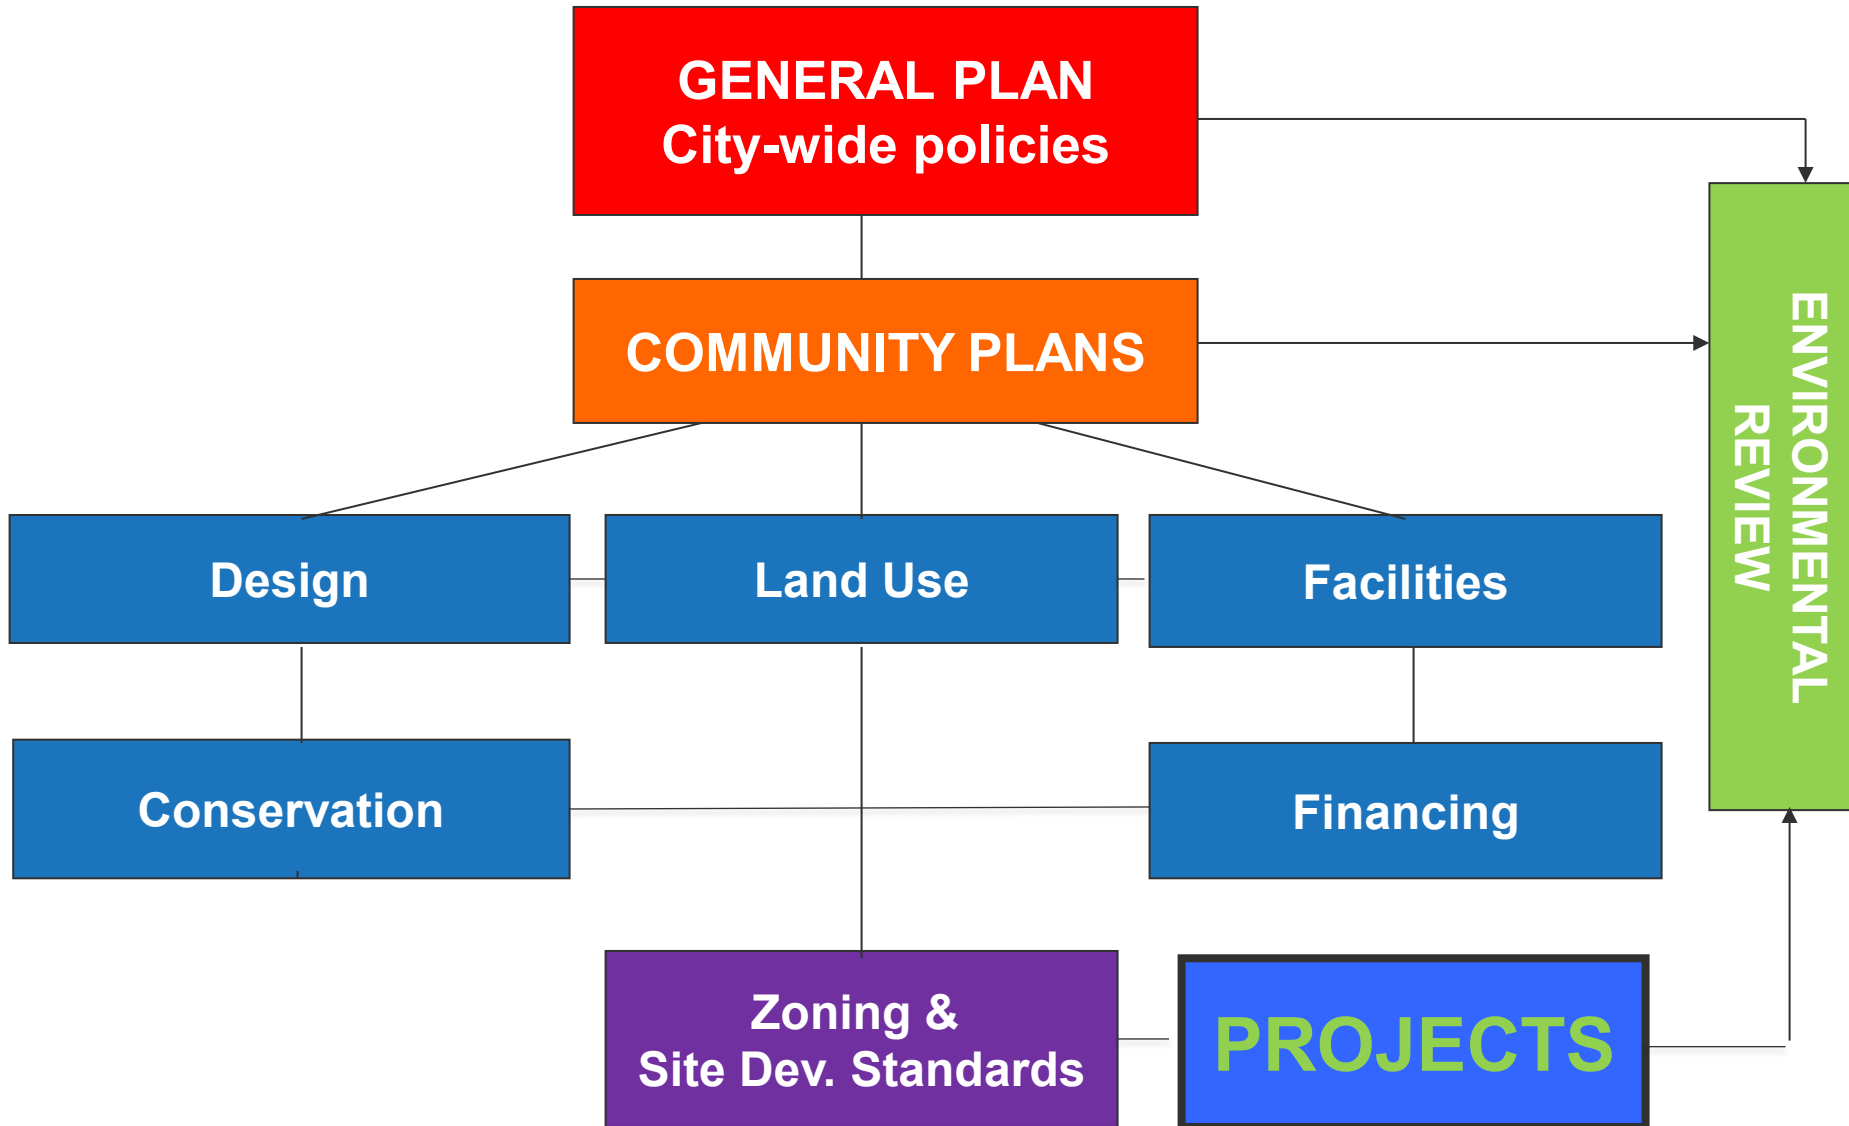 GENERAL PLAN
City-wide policies
COMMUNITY PLANS
ENVIRONMENTAL
REVIEW
Design
Land Use
Facilities
Conservation
Financing
Zoning &
Site Dev. Standards
PROJECTS